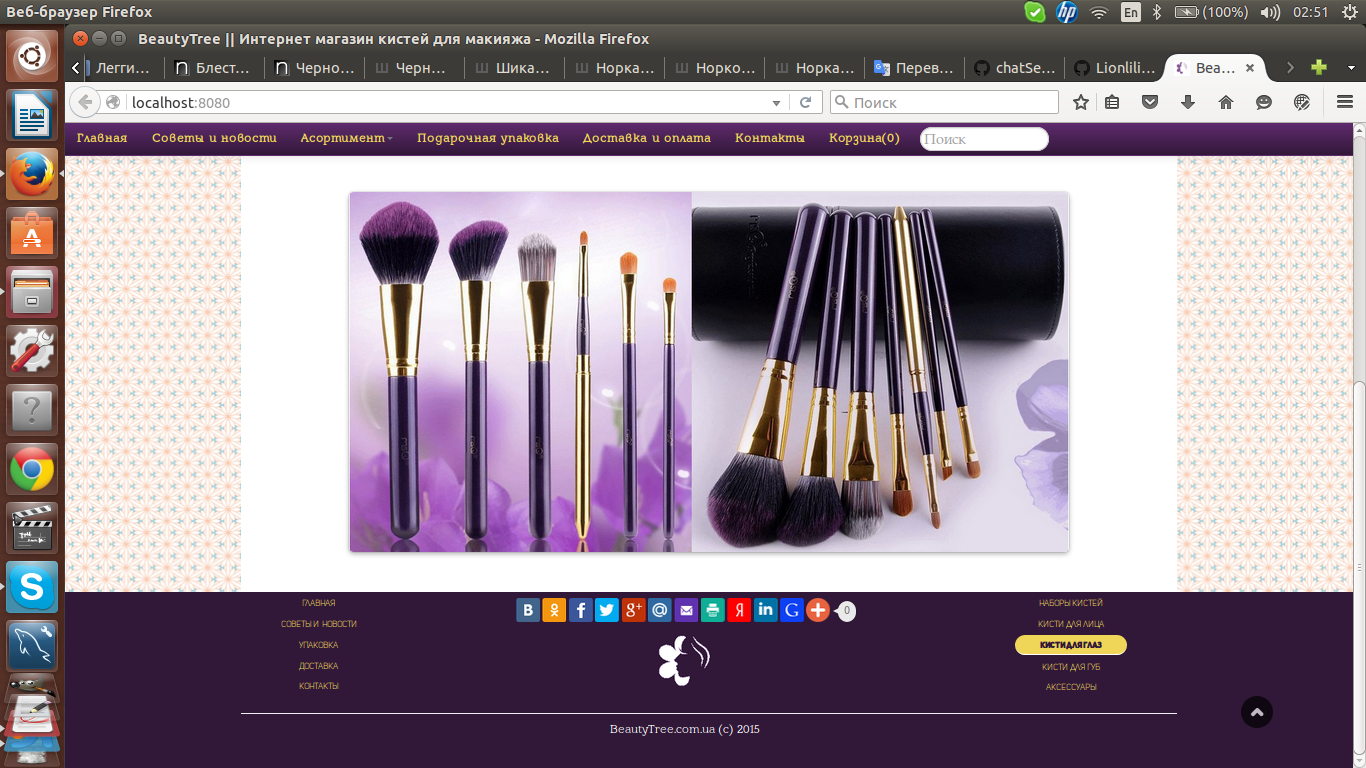 Веб-браузер Firefox
En
(100%)
02:51
BeautyTree || Интернет магазин кистей для макияжа - Mozilla Firefox
Легги...
Блест...
Черно...
Черн...
Шика...
Норка...
Норко...
Норка...
Перев...
chatSe...
Lionlili...
Bea...
localhost:8080
Поиск
Главная
Советы и новости
Асортимент
Подарочная упаковка
Доставка и оплата
Контакты
Корзина(0)
Поиск
ГЛАВНАЯ
СОВЕТЫ И НОВОСТИ
УПАКОВКА
ДОСТАВКА
КОНТАКТЫ
0
НАБОРЫ КИСТЕЙ
КИСТИ ДЛЯ ЛИЦА
КИСТИ ДЛЯ ГЛАЗ
КИСТИ ДЛЯ ГУБ
АКСЕССУАРЫ
BeautyTree.com.ua (c) 2015